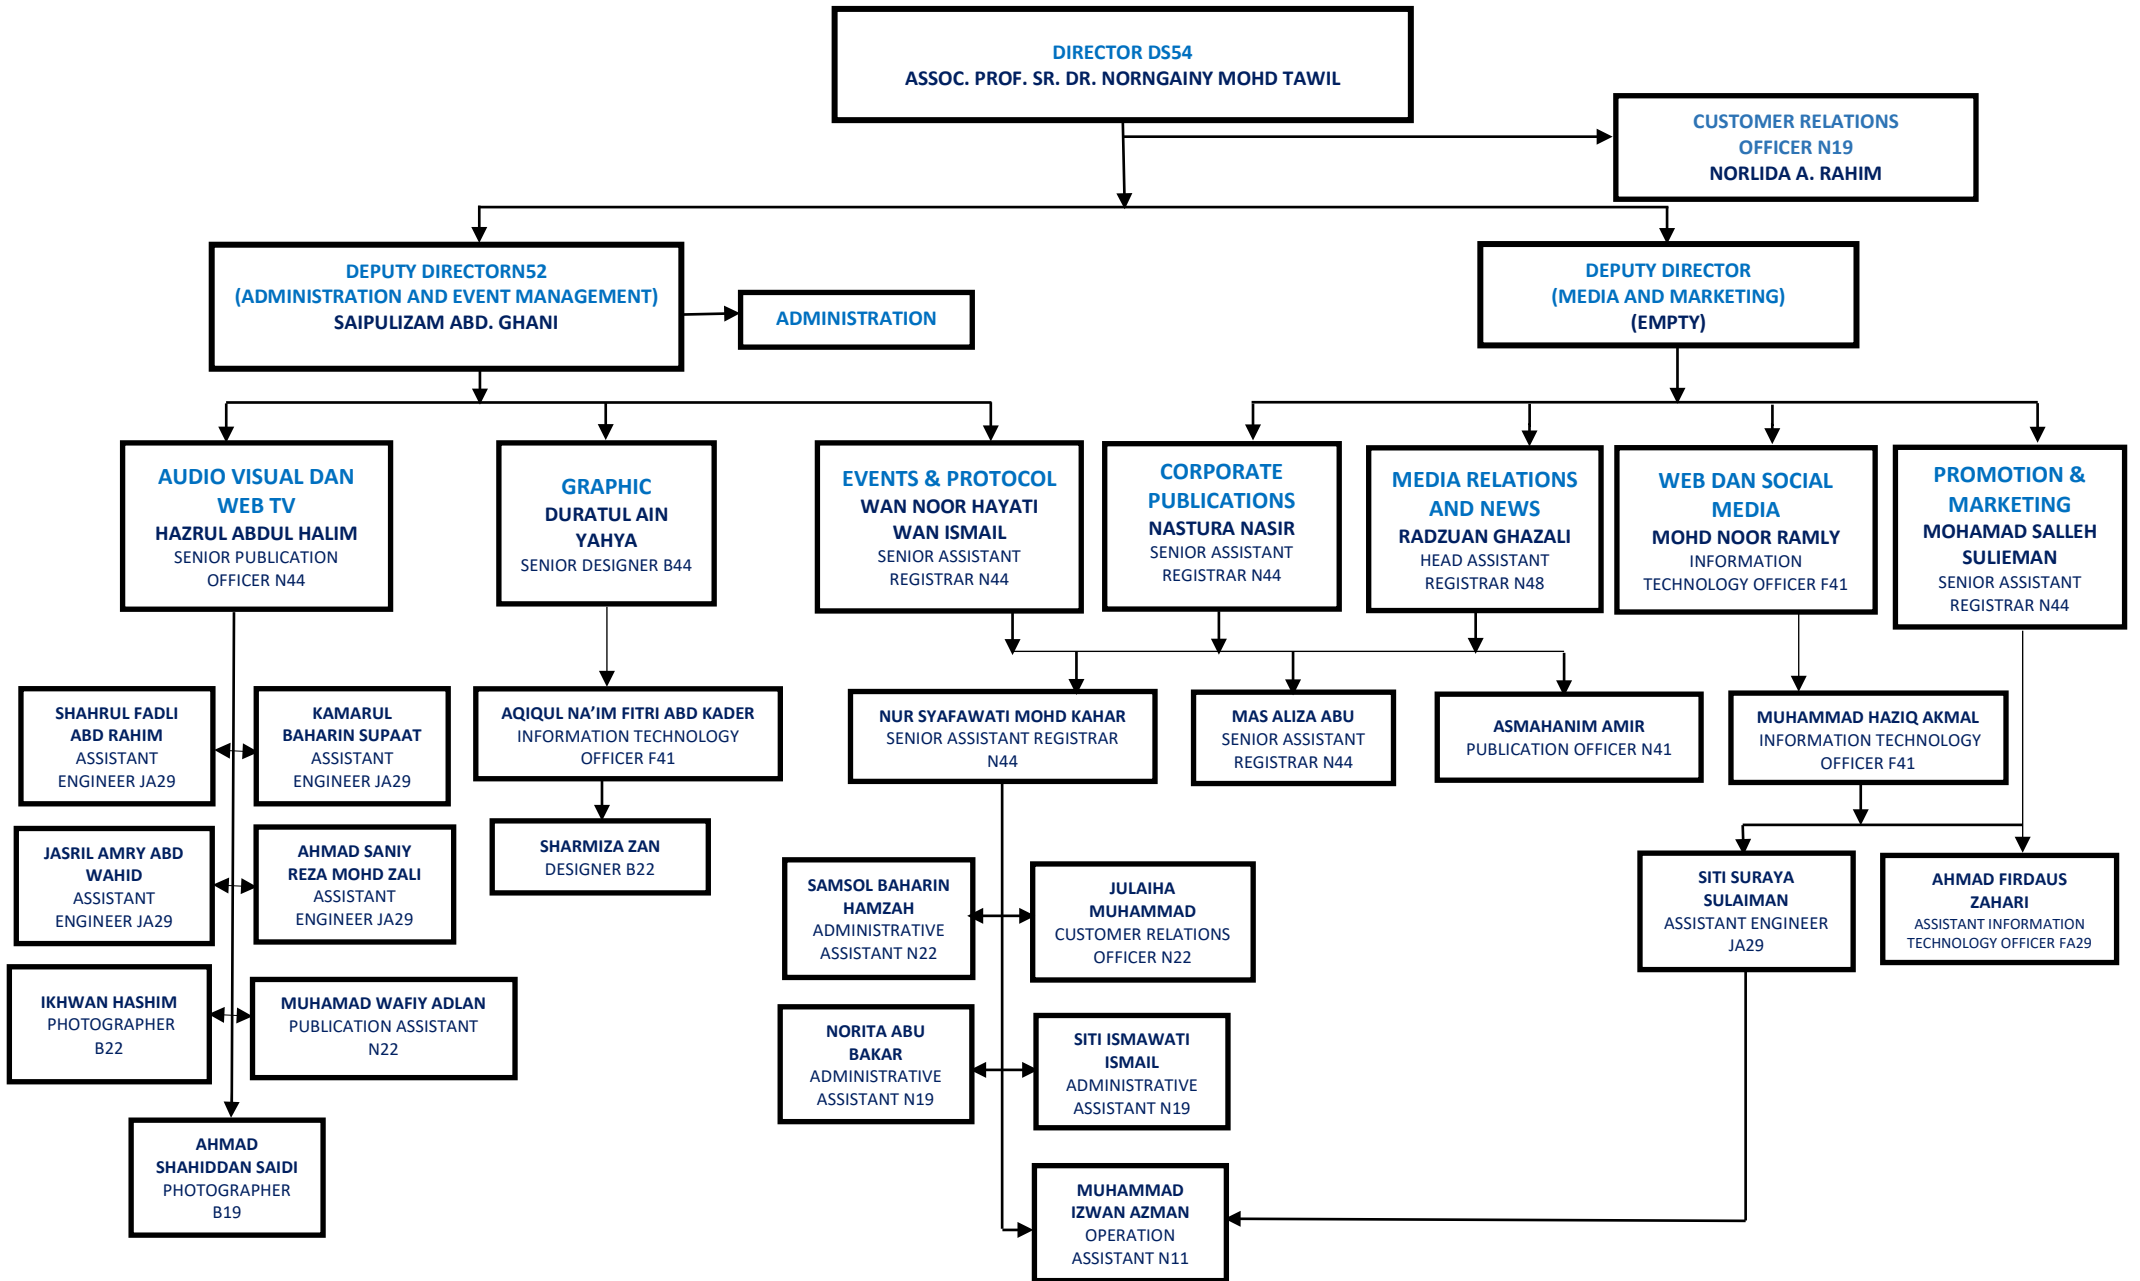 DIRECTOR DS54
ASSOC. PROF. SR. DR. NORNGAINY MOHD TAWIL
CUSTOMER RELATIONS
OFFICER N19
NORLIDA A. RAHIM
DEPUTY DIRECTORN52
(ADMINISTRATION AND EVENT MANAGEMENT)
SAIPULIZAM ABD. GHANI
ADMINISTRATION
DEPUTY DIRECTOR
(MEDIA AND MARKETING)
(EMPTY)
AUDIO VISUAL DAN
WEB TV
HAZRUL ABDUL HALIM
SENIOR PUBLICATION
OFFICER N44
GRAPHIC
DURATUL AIN
YAHYA
SENIOR DESIGNER B44
EVENTS & PROTOCOL
WAN NOOR HAYATI
WAN ISMAIL
SENIOR ASSISTANT
REGISTRAR N44
CORPORATE
PUBLICATIONS
NASTURA NASIR
SENIOR ASSISTANT
REGISTRAR N44
MEDIA RELATIONS
AND NEWS
RADZUAN GHAZALI
HEAD ASSISTANT
REGISTRAR N48
WEB DAN SOCIAL
MEDIA
MOHD NOOR RAMLY
INFORMATION
TECHNOLOGY OFFICER F41
PROMOTION &
MARKETING
MOHAMAD SALLEH
SULIEMAN
SENIOR ASSISTANT
REGISTRAR N44
SHAHRUL FADLI
ABD RAHIM
ASSISTANT
ENGINEER JA29
KAMARUL
BAHARIN SUPAAT
ASSISTANT
ENGINEER JA29
AQIQUL NA’IM FITRI ABD KADER
INFORMATION TECHNOLOGY
OFFICER F41
NUR SYAFAWATI MOHD KAHAR
SENIOR ASSISTANT REGISTRAR
N44
MAS ALIZA ABU
SENIOR ASSISTANT
REGISTRAR N44
ASMAHANIM AMIR
PUBLICATION OFFICER N41
MUHAMMAD HAZIQ AKMAL
INFORMATION TECHNOLOGY
OFFICER F41
JASRIL AMRY ABD
WAHID
ASSISTANT
ENGINEER JA29
AHMAD SANIY
REZA MOHD ZALI
ASSISTANT
ENGINEER JA29
SHARMIZA ZAN
DESIGNER B22
SAMSOL BAHARIN
HAMZAH
ADMINISTRATIVE
ASSISTANT N22
JULAIHA
MUHAMMAD
CUSTOMER RELATIONS
OFFICER N22
SITI SURAYA
SULAIMAN
ASSISTANT ENGINEER
JA29
AHMAD FIRDAUS
ZAHARI
ASSISTANT INFORMATION
TECHNOLOGY OFFICER FA29
IKHWAN HASHIM
PHOTOGRAPHER
B22
MUHAMAD WAFIY ADLAN
PUBLICATION ASSISTANT
N22
NORITA ABU
BAKAR
ADMINISTRATIVE
ASSISTANT N19
SITI ISMAWATI
ISMAIL
ADMINISTRATIVE
ASSISTANT N19
AHMAD
SHAHIDDAN SAIDI
PHOTOGRAPHER
B19
MUHAMMAD
IZWAN AZMAN
OPERATION
ASSISTANT N11